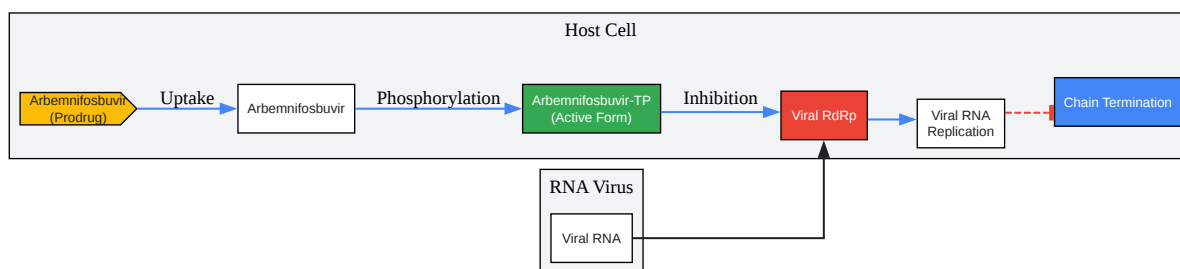 Host Cell
Arbemnifosbuvir
(Prodrug)
Uptake
Arbemnifosbuvir
Phosphorylation
Arbemnifosbuvir-TP
(Active Form)
Inhibition
Viral RdRp
Viral RNA
Replication
Chain Termination
RNA Virus
Viral RNA